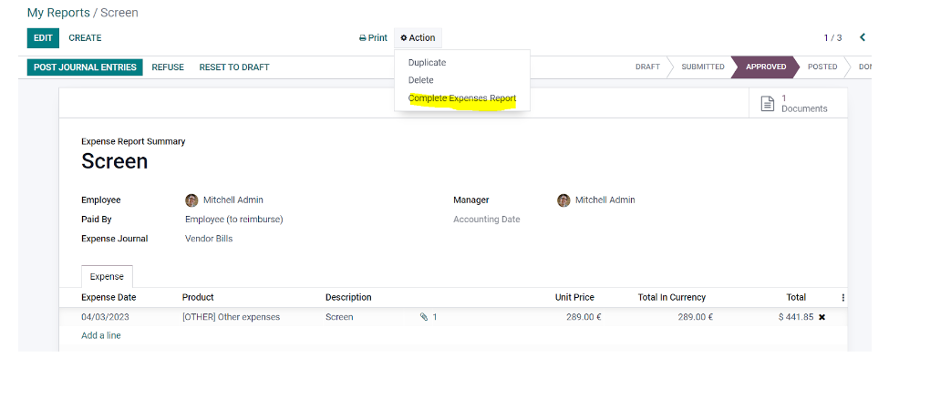 My Reports / Screen
EDIT CREATE Print Action 1 / 3
Duplicate
Delete
Complete Expenses Report
POST JOURNAL ENTRIES REFUSE RESET TO DRAFT DRAFT SUBMITTED APPROVED POSTED DON
1
Documents
Expense Report Summary
Screen
Employee Mitchell Admin Manager Mitchell Admin
Paid By Employee (to reimburse) Accounting Date
Expense Journal Vendor Bills
Expense
Expense Date Product Description Unit Price Total In Currency Total
04/03/2023 [OTHER] Other expenses Screen 1 289.00 € 289.00 € $ 441.85
Add a line